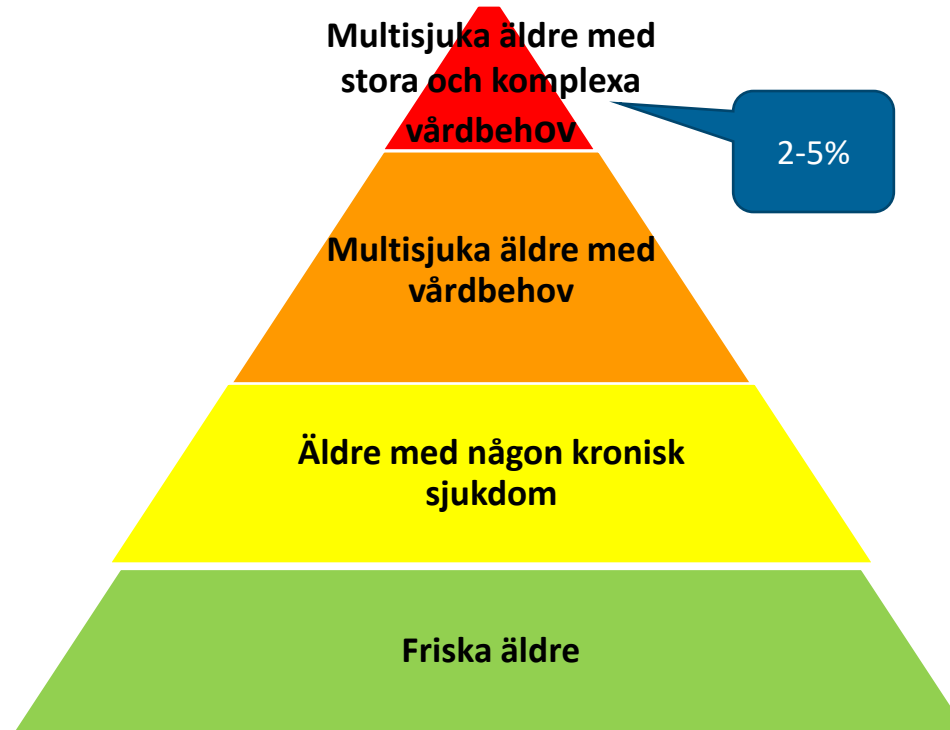 Multisjuka äldre med
stora och komplexa
vårdbehov
2-5%
Multisjuka äldre med
vårdbehov
Äldre med någon kronisk
sjukdom
Friska äldre